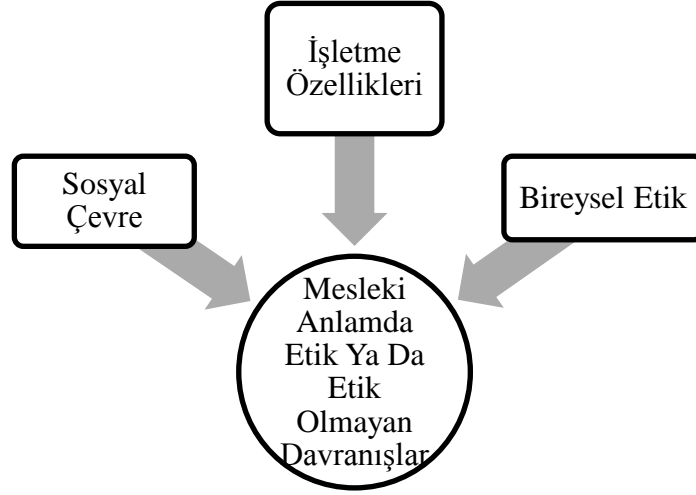 İşletme
Özellikleri
Sosyal
Çevre
Bireysel Etik
Mesleki
Anlamda
Etik Ya Da
Etik
Olmayan
Davranışlar